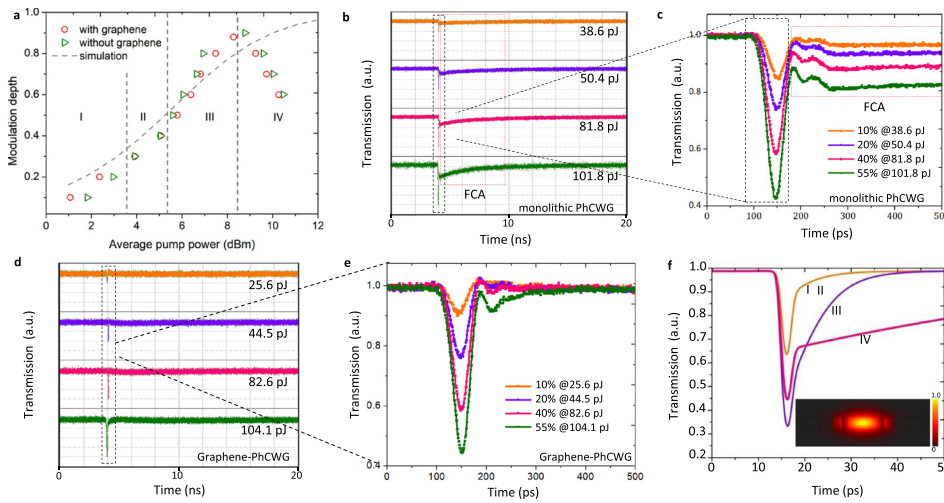 a
with graphene
without graphene
simulation
I
II
III
IV
1.0
0.8
0.6
0.4
0.2
0
2
4
6
8
10
12
Modulation depth
Average pump power (dBm)
b
38.6 pJ
50.4 pJ
81.8 pJ
101.8 pJ
FCA
monolithic PhCWG
Transmission (a.u.)
0
10
20
Time (ns)
c
1.0
0.8
0.6
0.4
Transmission (a.u.)
FCA
10% @38.6 pJ
20% @50.4 pJ
40% @81.8 pJ
55% @101.8 pJ
monolithic PhCWG
0
100
200
300
400
500
Time (ps)
d
25.6 pJ
44.5 pJ
82.6 pJ
104.1 pJ
Graphene-PhCWG
Transmission (a.u.)
0
10
20
Time (ns)
e
1.0
0.8
0.6
0.4
Transmission (a.u.)
10% @25.6 pJ
20% @44.5 pJ
40% @82.6 pJ
55% @104.1 pJ
Graphene-PhCWG
0
100
200
300
400
500
Time (ps)
f
1.0
0.9
0.8
0.7
0.6
0.5
0.4
0.3
0.2
Transmission (a.u.)
I II
III
IV
1.0
0
0
10
20
30
40
50
Time (ps)